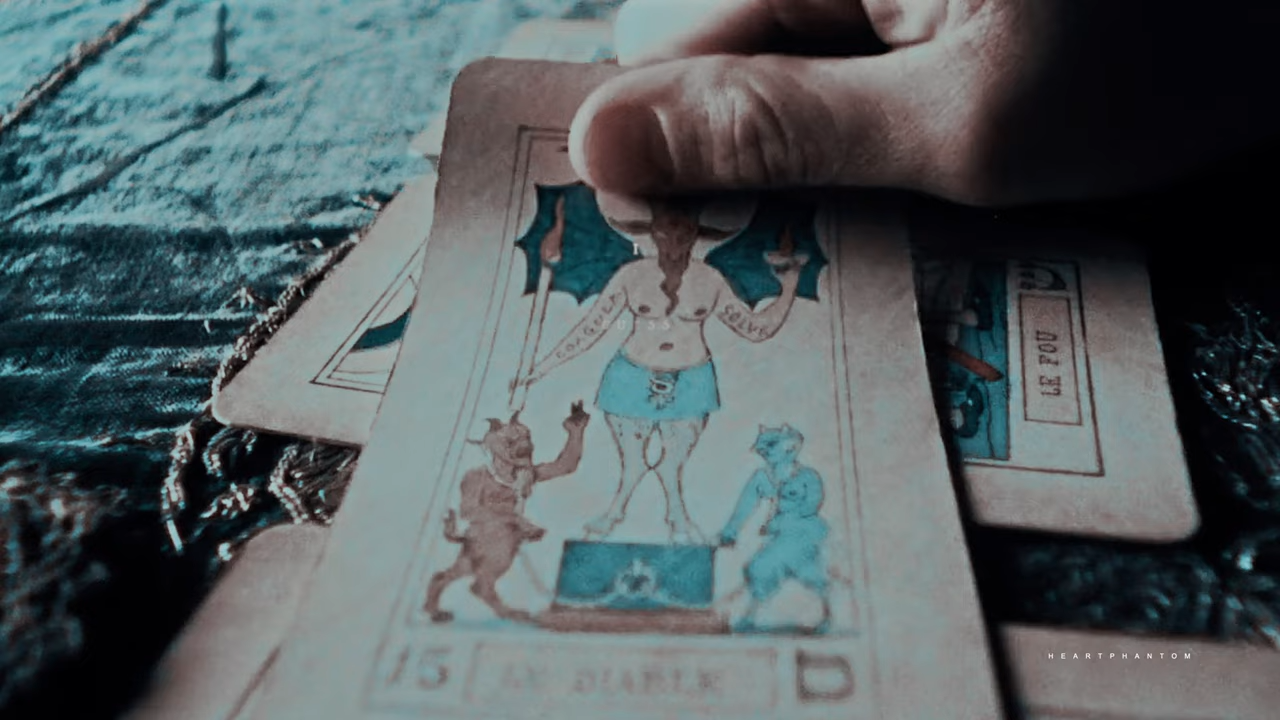 COAGULA
SOLVE
LE FOU
15
LE DIABLE
HEARTPHANTOM